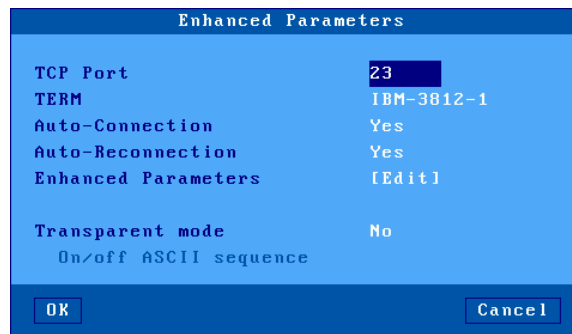 Enhanced Parameters
TCP Port 23
TERM IBM-3812-1
Auto-Connection Yes
Auto-Reconnection Yes
Enhanced Parameters [Edit]
Transparent mode No
On/off ASCII sequence
OK Cancel